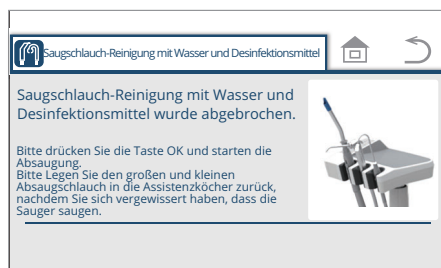 Saugschlauch-Reinigung mit Wasser und Desinfektionsmittel
Saugschlauch-Reinigung mit Wasser und
Desinfektionsmittel wurde abgebrochen.
Bitte drücken Sie die Taste OK und starten die
Absaugung.
Bitte Legen Sie den großen und kleinen
Absaugschlauch in die Assistenzköcher zurück,
nachdem Sie sich vergewissert haben, dass die
Sauger saugen.